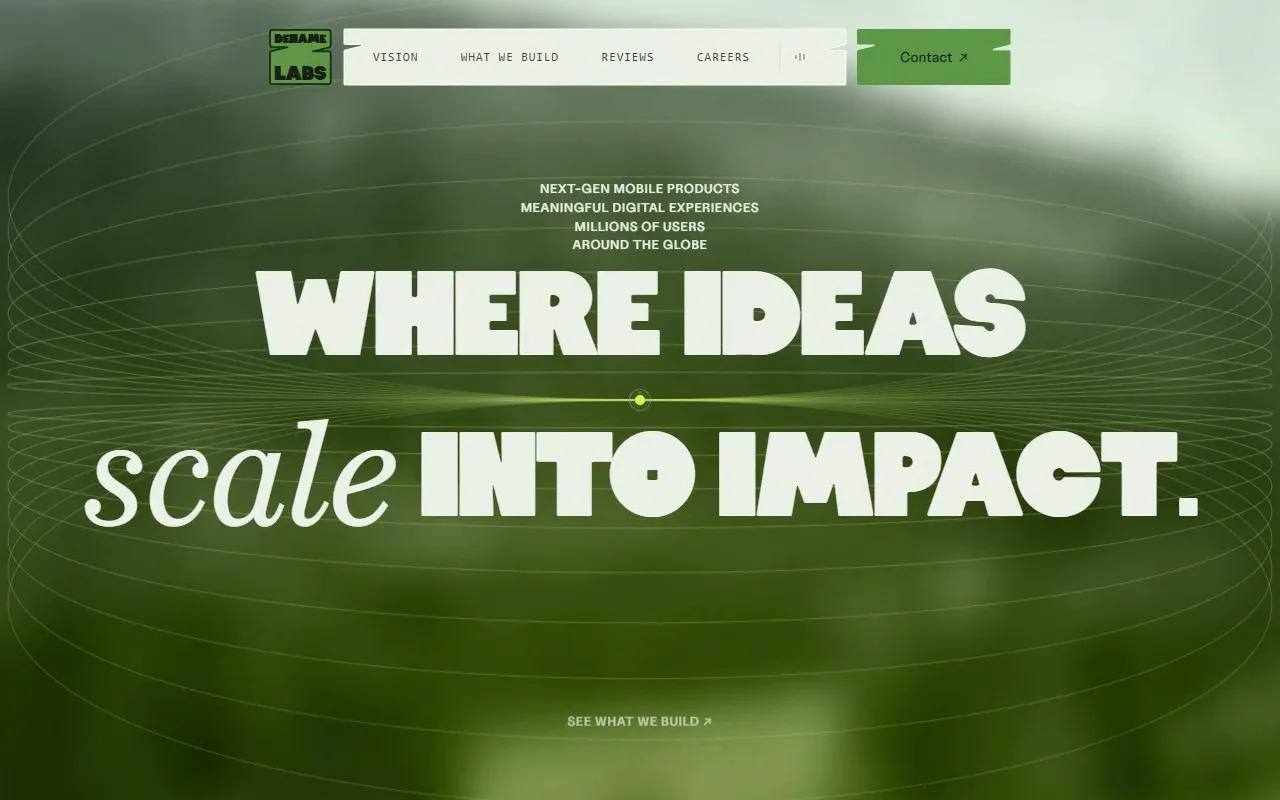 DEHAME
LABS
VISION
WHAT WE BUILD
REVIEWS
CAREERS
Contact ↗
NEXT-GEN MOBILE PRODUCTS
MEANINGFUL DIGITAL EXPERIENCES
MILLIONS OF USERS
AROUND THE GLOBE
WHERE IDEAS
scale INTO IMPACT.
SEE WHAT WE BUILD ↗